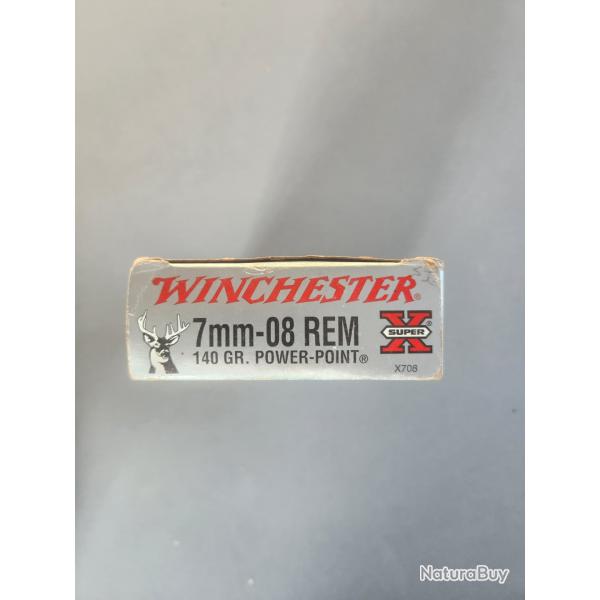 WINCHESTER®
7mm-08 REM
140 GR. POWER-POINT®
X®
SUPER
X708
NaturaBuy